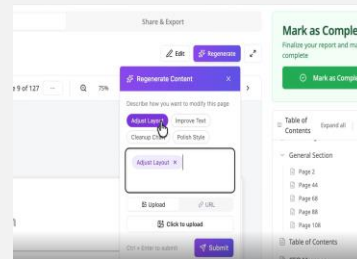 Share & Export
Mark as Comple
Finalize your report and ma
complete
Edit
Regenerate
Mark as Comple
9 of 127
75%
Regenerate Content
Describe how you want to modify this page
Adjust Layout
Improve Text
Cleanup Chart
Polish Style
Adjust Layout ×
Upload
URL
Click to upload
Ctrl + Enter to submit
Submit
Table of
Contents
Expand all
General Section
Page 2
Page 44
Page 68
Page 88
Page 108
Table of Contents